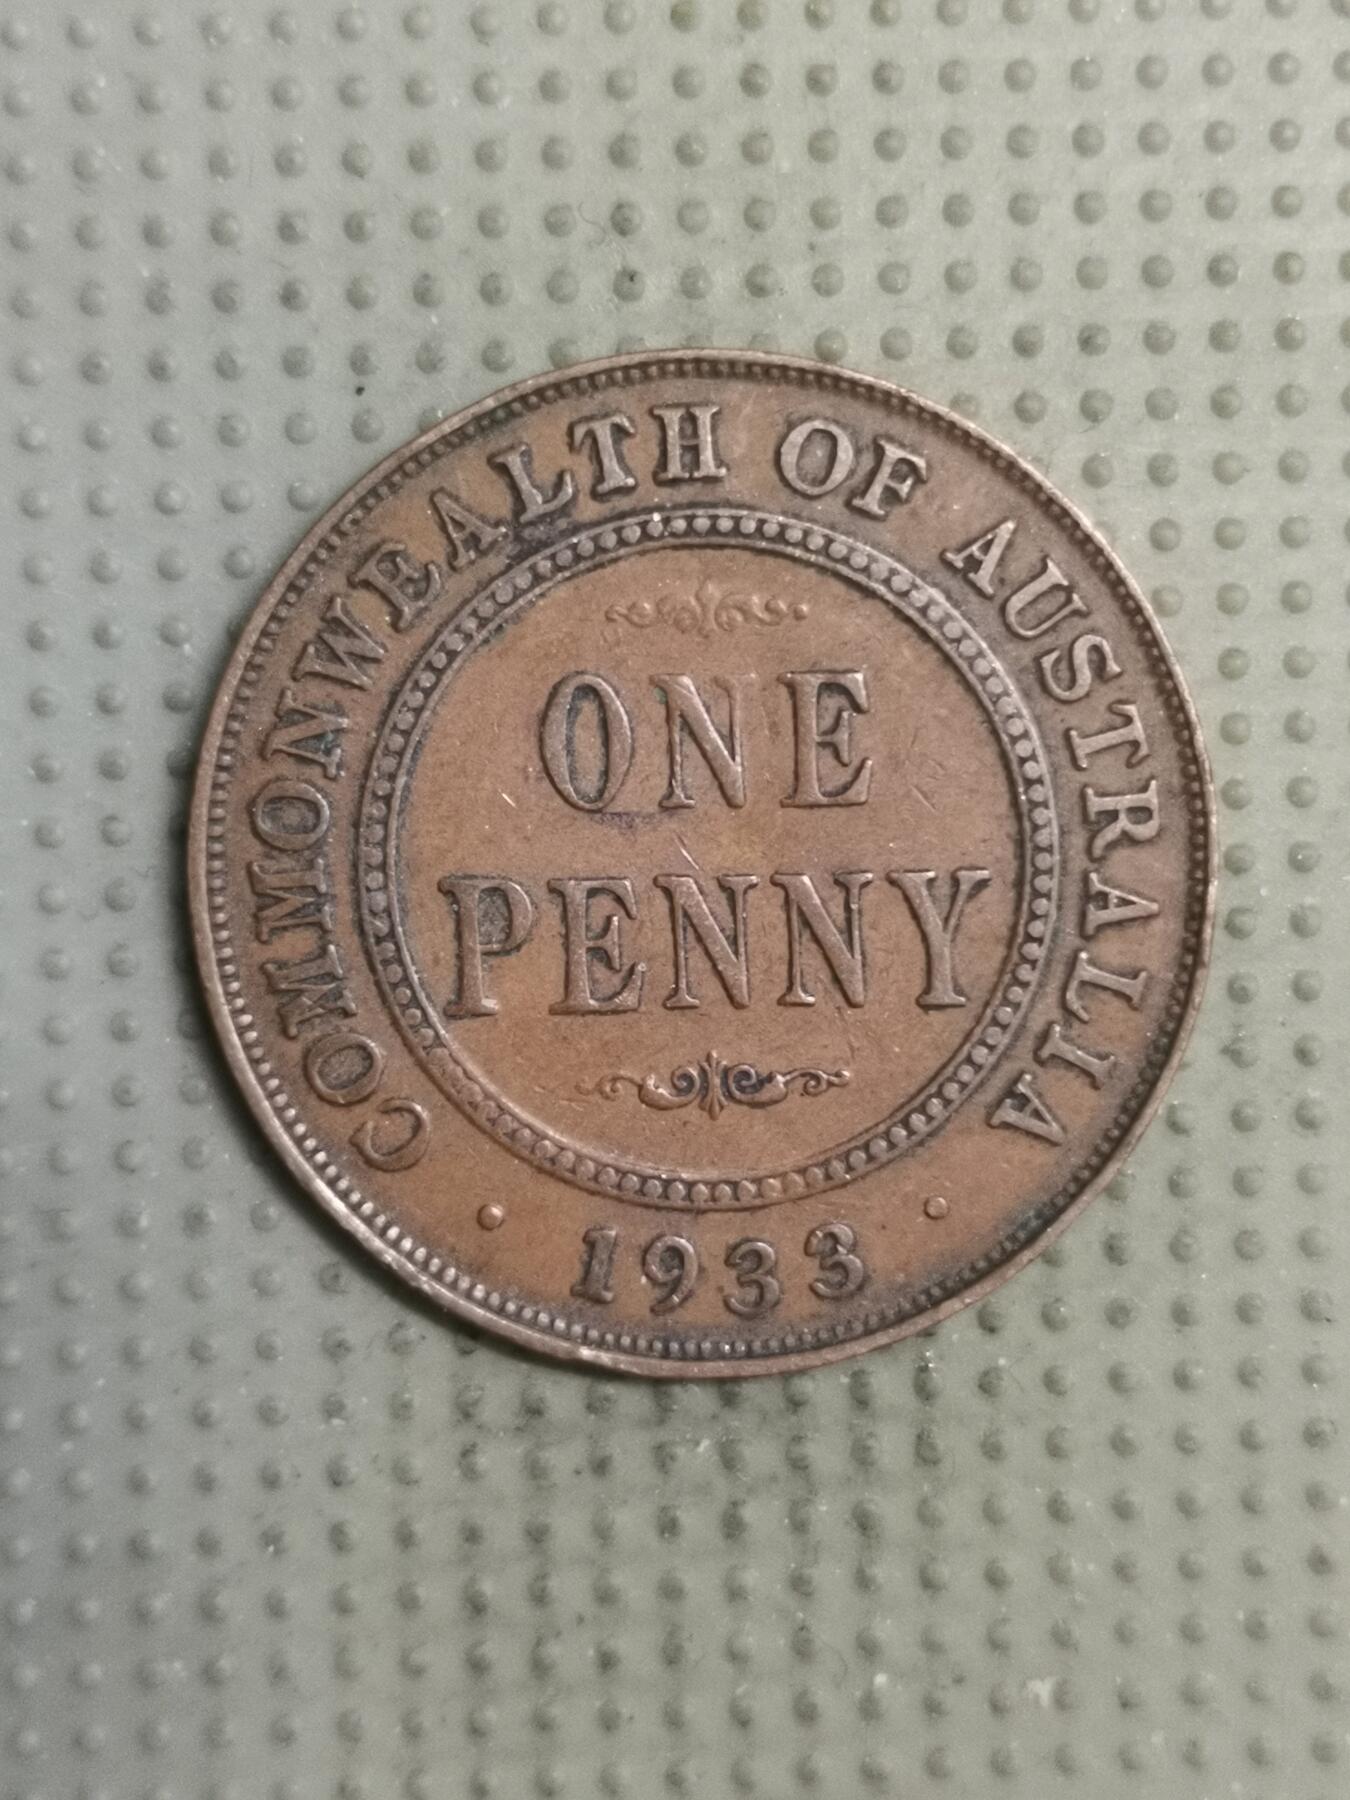 COMMONWEALTH OF AUSTRALIA
ONE
PENNY
· 1933 ·